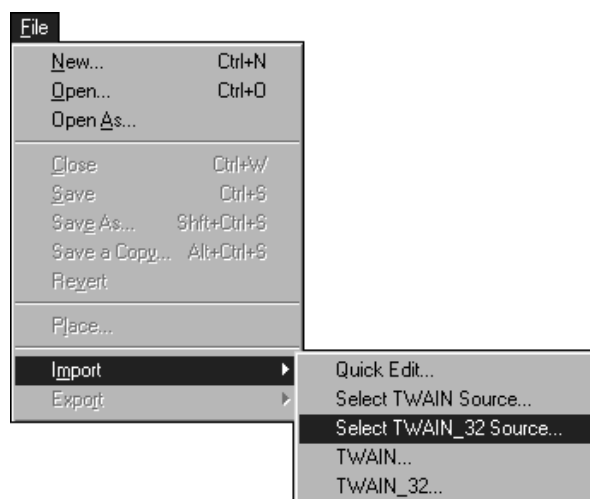 File
New... Ctrl+N
Open... Ctrl+O
Open As...
Close Ctrl+W
Save Ctrl+S
Save As... Shft+Ctrl+S
Save a Copy... Alt+Ctrl+S
Revert
Place...
Import
Export
Quick Edit...
Select TWAIN Source...
Select TWAIN_32 Source...
TWAIN...
TWAIN_32...